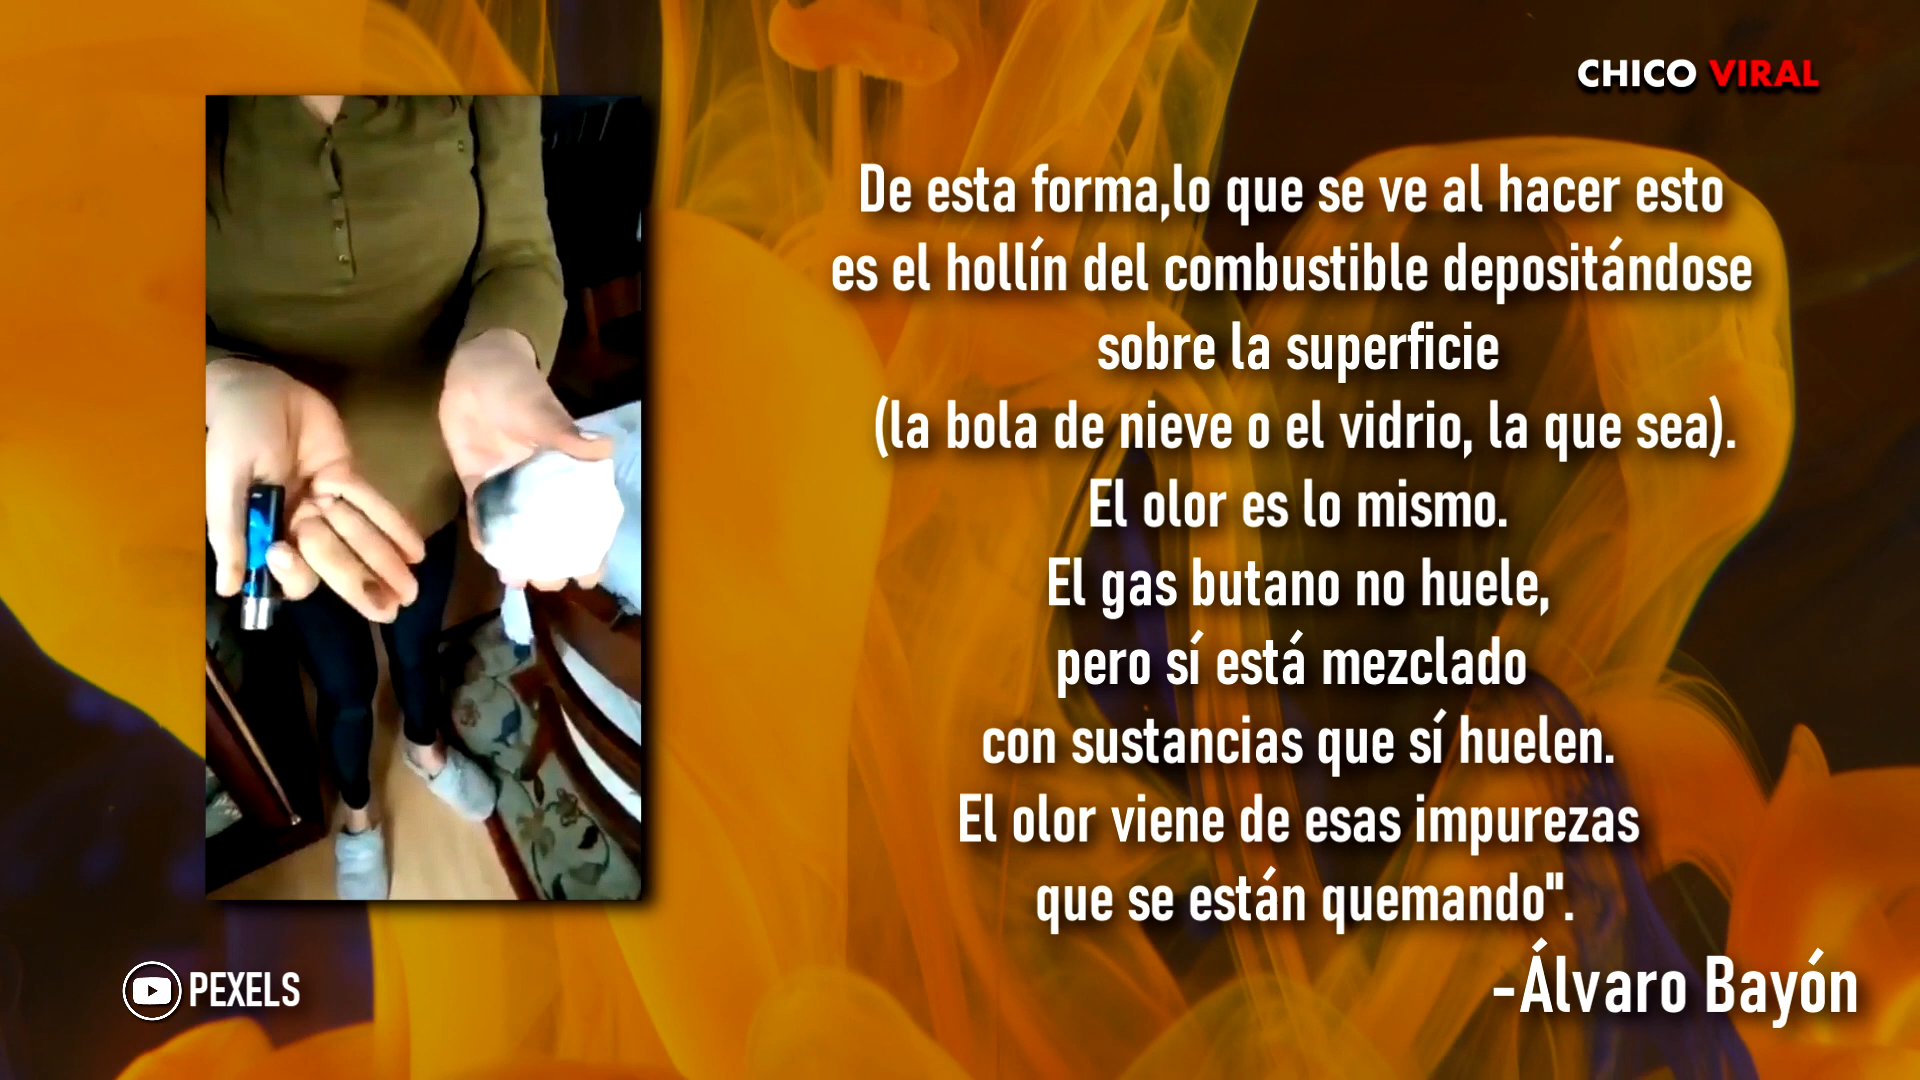 CHICO VIRAL
De esta forma,lo que se ve al hacer esto
es el hollín del combustible depositándose
sobre la superficie
(la bola de nieve o el vidrio, la que sea).
El olor es lo mismo.
El gas butano no huele,
pero sí está mezclado
con sustancias que sí huelen.
El olor viene de esas impurezas
que se están quemando".
-Álvaro Bayón
PEXELS